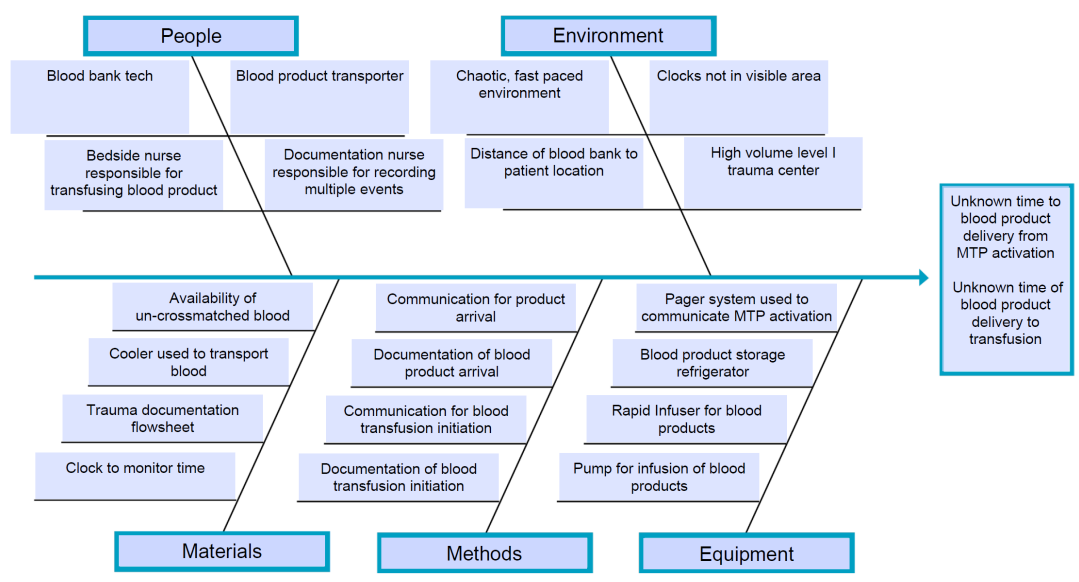 People
Environment
Blood bank tech
Blood product transporter
Chaotic, fast paced
environment
Clocks not in visible area
Bedside nurse
responsible for
transfusing blood product
Documentation nurse
responsible for recording
multiple events
Distance of blood bank to
patient location
High volume level I
trauma center
Unknown time to
blood product
delivery from
MTP activation
Unknown time of
blood product
delivery to
transfusion
Availability of
un-crossmatched blood
Cooler used to transport
blood
Trauma documentation
flowsheet
Clock to monitor time
Communication for product
arrival
Documentation of blood
product arrival
Communication for blood
transfusion initiation
Documentation of blood
transfusion initiation
Pager system used to
communicate MTP activation
Blood product storage
refrigerator
Rapid Infuser for blood
products
Pump for infusion of blood
products
Materials
Methods
Equipment